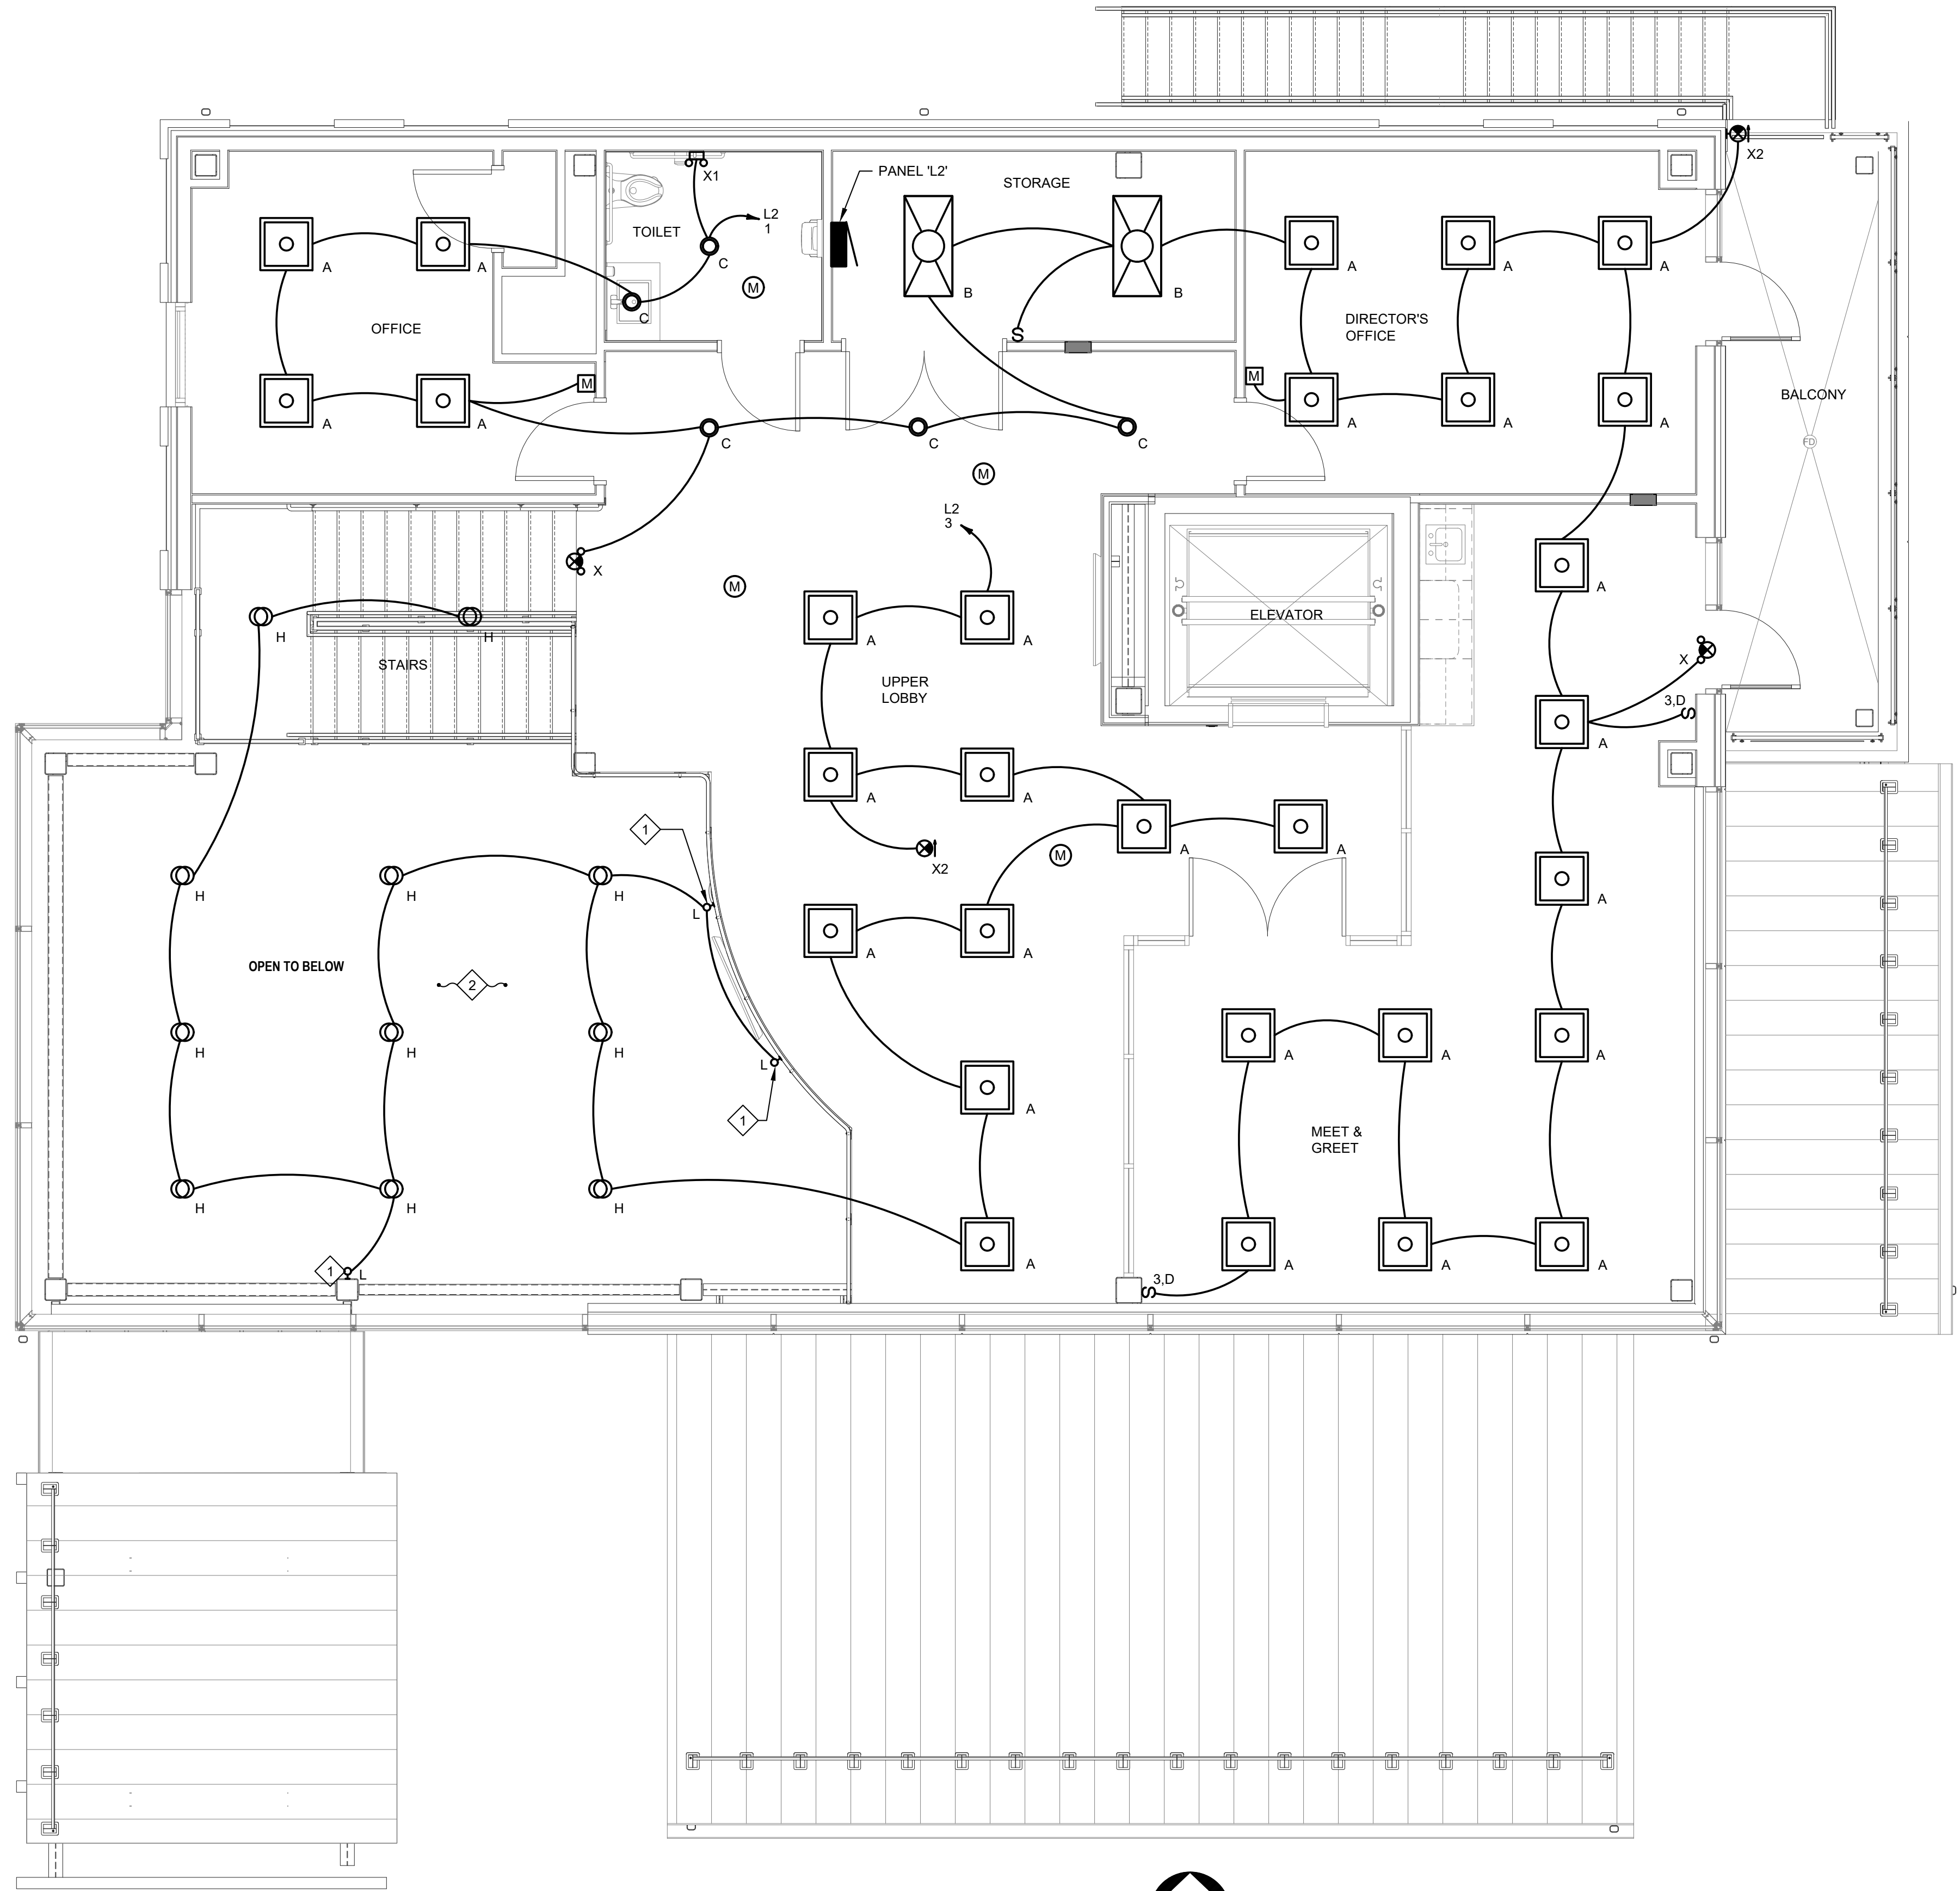 X2
PANEL 'L2'
STORAGE
X1
L2
1
TOILET
C
M
C
A
A
B
B
A
A
A
OFFICE
DIRECTOR'S
OFFICE
M
M
A
A
A
A
A
BALCONY
FD
C
C
C
M
L2
3
X
M
A
H
H
A
A
ELEVATOR
STAIRS
UPPER
LOBBY
X
3,D
A
A
A
1
M
A
A
X2
H
H
H
L
A
A
A
OPEN TO BELOW
2
H
H
H
L
A
A
A
1
A
MEET &
GREET
H
H
H
1
L
A
A
A
A
3,D
S
S
S